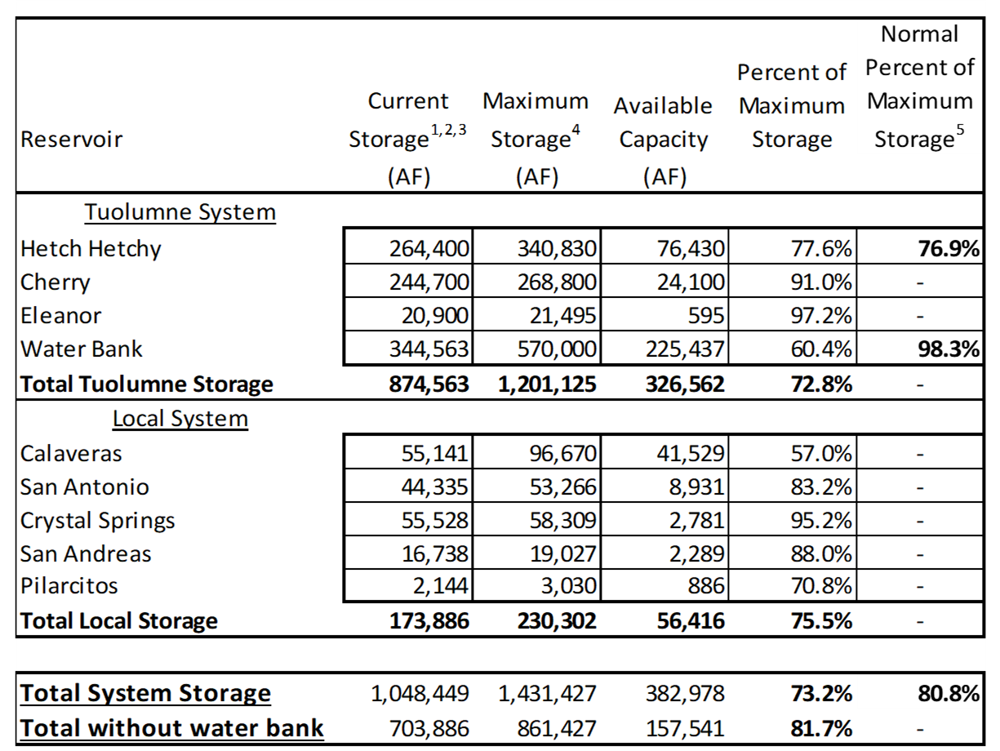 Reservoir Current Storage1,2,3 (AF) Maximum Storage4 (AF) Available Capacity (AF) Percent of Maximum Storage Normal Percent of Maximum Storage5
Tuolumne System
Hetch Hetchy 264,400 340,830 76,430 77.6% 76.9%
Cherry 244,700 268,800 24,100 91.0% -
Eleanor 20,900 21,495 595 97.2% -
Water Bank 344,563 570,000 225,437 60.4% 98.3%
Total Tuolumne Storage 874,563 1,201,125 326,562 72.8% -
Local System
Calaveras 55,141 96,670 41,529 57.0% -
San Antonio 44,335 53,266 8,931 83.2% -
Crystal Springs 55,528 58,309 2,781 95.2% -
San Andreas 16,738 19,027 2,289 88.0% -
Pilarcitos 2,144 3,030 886 70.8% -
Total Local Storage 173,886 230,302 56,416 75.5% -
Total System Storage 1,048,449 1,431,427 382,978 73.2% 80.8%
Total without water bank 703,886 861,427 157,541 81.7% -